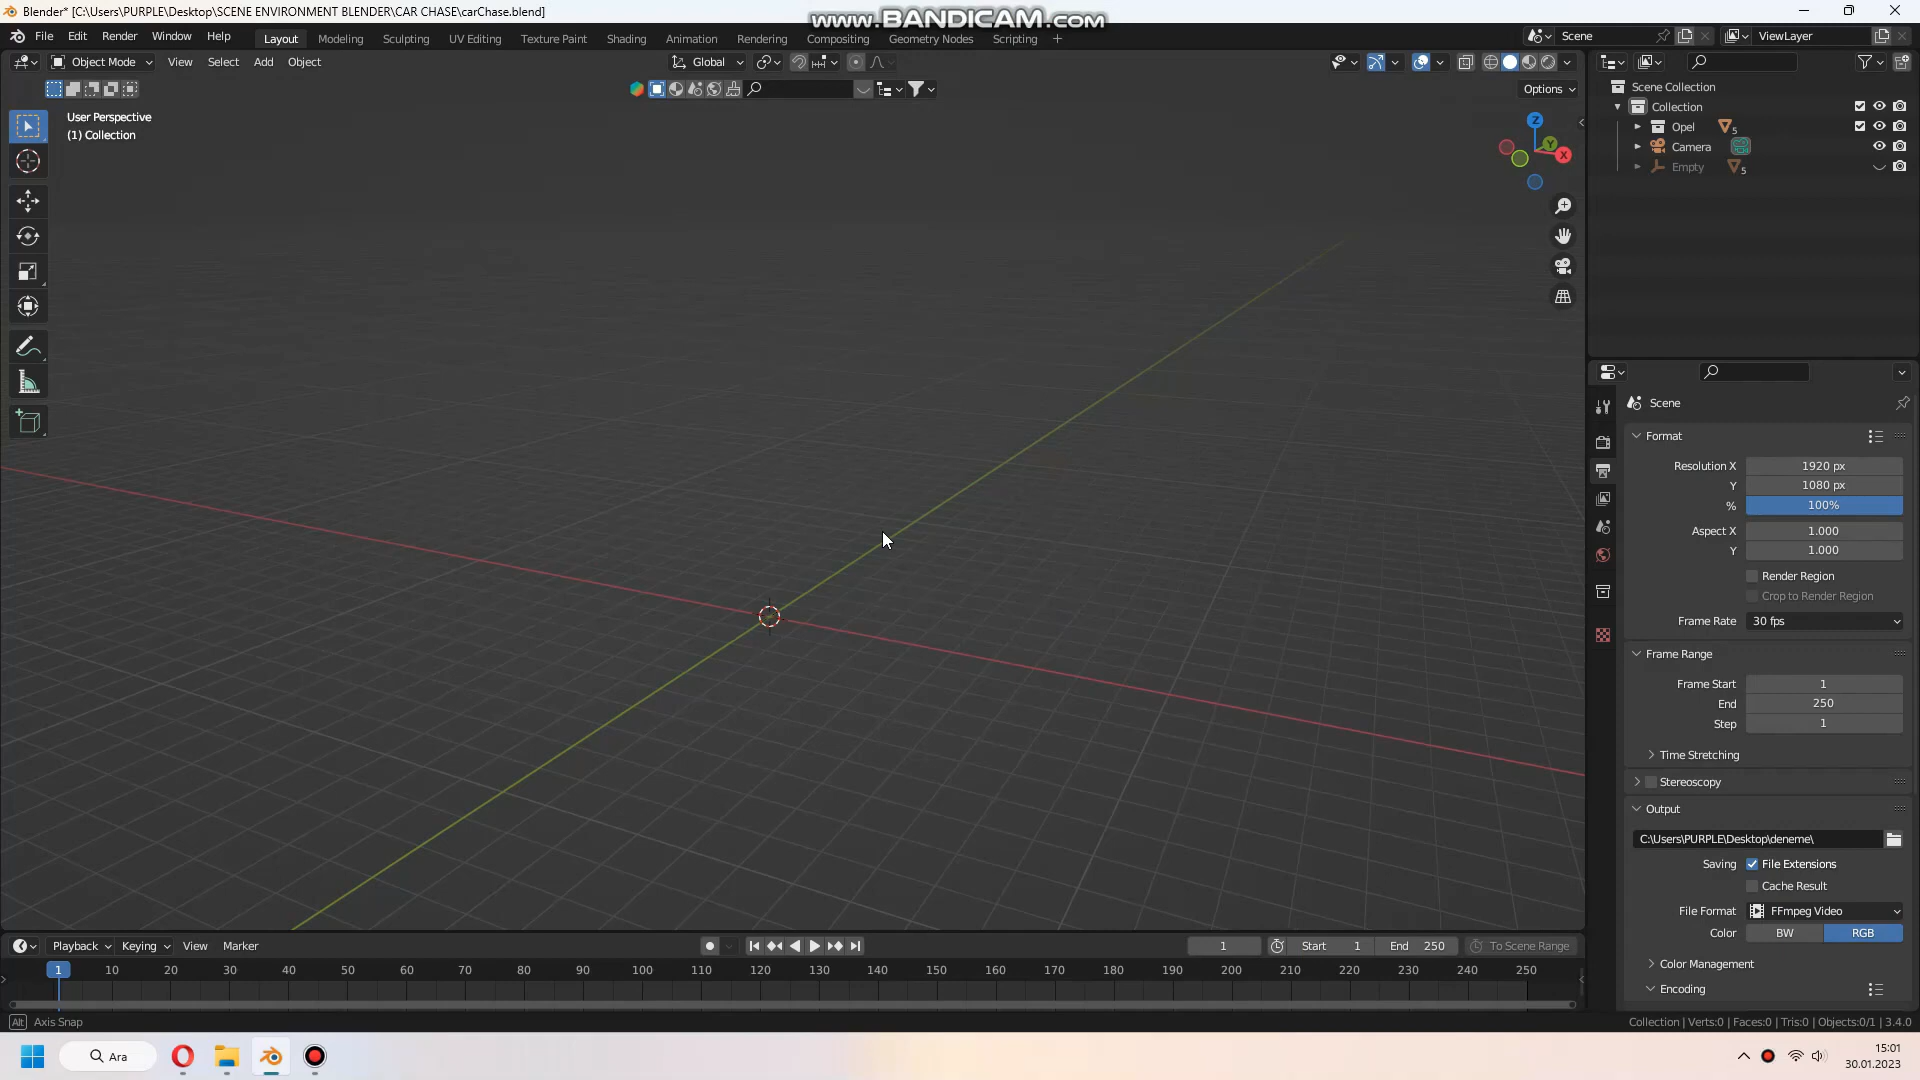 Blender* [C:\Users\PURPLE\Desktop\SCENE ENVIRONMENT BLENDER\CAR CHASE\carChase.blend]
www.BANDICAM.com
File Edit Render Window Help
Layout Modeling Sculpting UV Editing Texture Paint Shading Animation Rendering Compositing Geometry Nodes Scripting +
Scene
ViewLayer
Object Mode View Select Add Object
Global
Options
User Perspective
(1) Collection
Z
Y
X
Scene Collection
Collection
Opel 5
Camera
Empty 5
Scene
Format
Resolution X 1920 px
Y 1080 px
% 100%
Aspect X 1.000
Y 1.000
Render Region
Crop to Render Region
Frame Rate 30 fps
Frame Range
Frame Start 1
End 250
Step 1
Time Stretching
Stereoscopy
Output
C:\Users\PURPLE\Desktop\deneme\
Saving File Extensions
Cache Result
File Format FFmpeg Video
Color BW RGB
Color Management
Encoding
Playback Keying View Marker
1 Start 1 End 250 To Scene Range
1 10 20 30 40 50 60 70 80 90 100 110 120 130 140 150 160 170 180 190 200 210 220 230 240 250
Alt Axis Snap
Collection | Verts:0 | Faces:0 | Tris:0 | Objects:0/1 | 3.4.0
Ara
15:01
30.01.2023